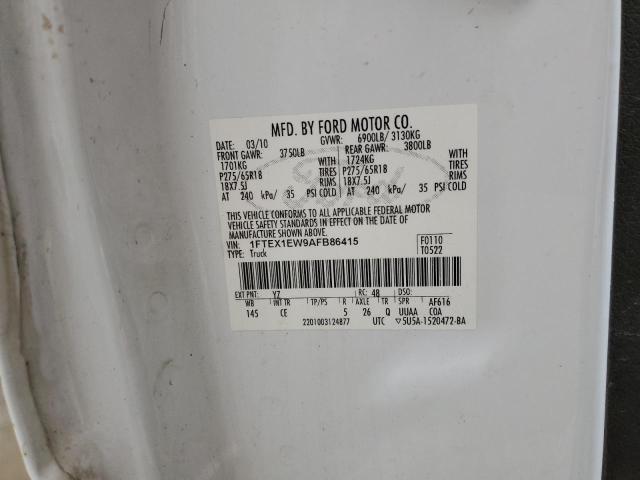 MFD. BY FORD MOTOR CO.
DATE: 03/10 GVWR: 6900LB/ 3130KG
FRONT GAWR: 3750LB REAR GAWR: 3800LB
1701KG WITH 1724KG WITH
P275/65R18 TIRES P275/65R18 TIRES
18X7.5J RIMS 18X7.5J RIMS
AT 240 kPa/ 35 PSI COLD AT 240 kPa/ 35 PSI COLD
THIS VEHICLE CONFORMS TO ALL APPLICABLE FEDERAL MOTOR
VEHICLE SAFETY STANDARDS IN EFFECT ON THE DATE OF
MANUFACTURE SHOWN ABOVE.
VIN: 1FTEX1EW9AFB86415 F0110
TYPE: Truck T0522
EXT PNT: YZ RC: 48 DSO:
WB INT TR TP/PS R AXLE TR SPR AF616
145 CE 5 26 Q UUAA CQA
2201003124877 UTC ▽5U5A-1520472-BA